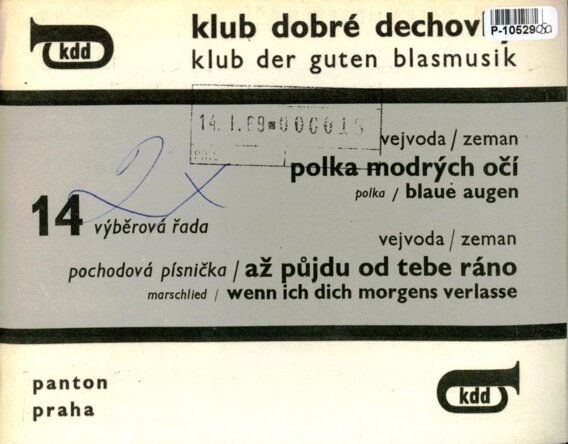 kdd
klub dobré dechov
klub der guten blasmusik
14. I. 69 * 000018
vejvoda / zeman
polka modrých očí
polka / blaue augen
2x
14 výběrová řada
vejvoda / zeman
pochodová písnička / až půjdu od tebe ráno
marschlied / wenn ich dich morgens verlasse
panton
praha
kdd